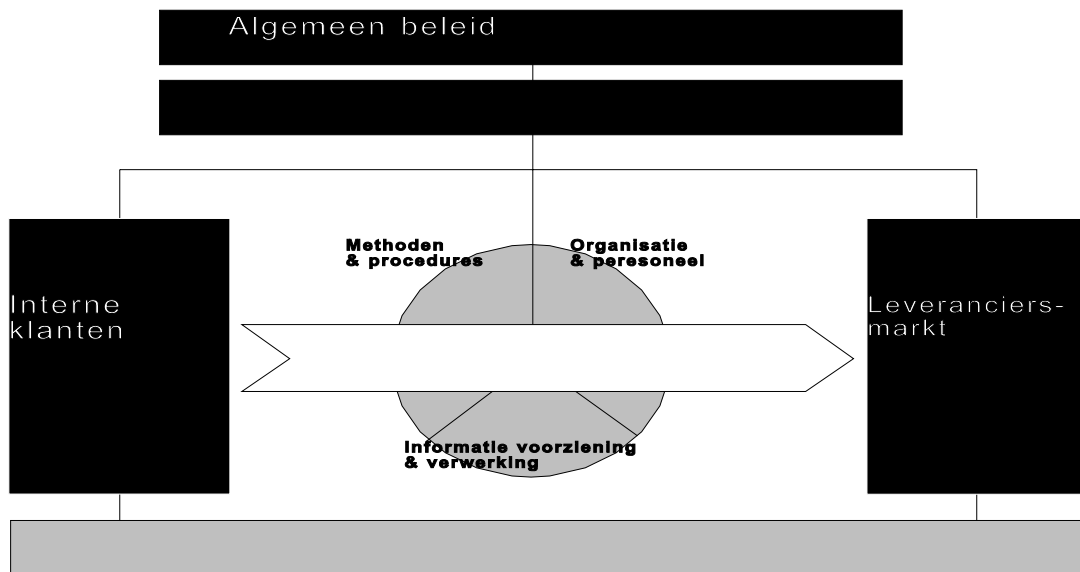 Algemeen beleid
Methoden
& procedures
Organisatie
& peresoneel
Interne
klanten
Leveranciers-
markt
Informatie voorziening
& verwerking